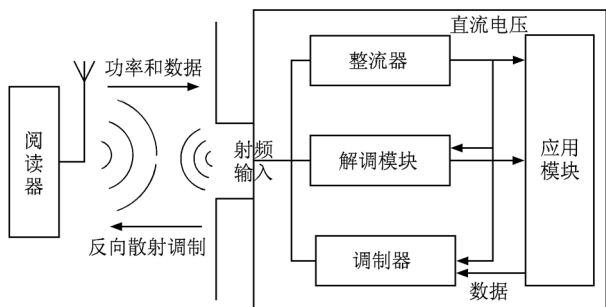 直流电压
功率和数据
整流器
阅
读
器
射频
输入
解调模块
应用
模块
反向散射调制
调制器
数据